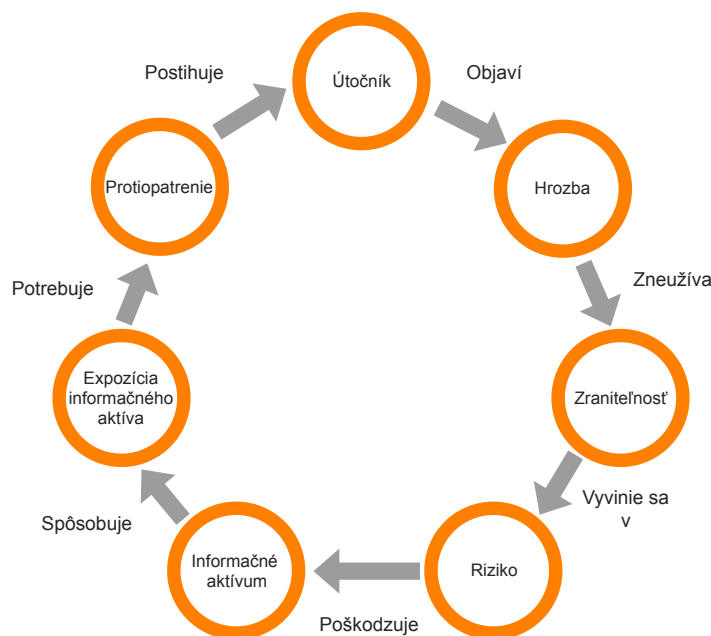 Útočník
Objaví
Hrozba
Zneužíva
Zraniteľnosť
Vyvinie sa
v
Riziko
Poškodzuje
Informačné
aktívum
Spôsobuje
Expozícia
informačného
aktíva
Potrebuje
Protiopatrenie
Postihuje